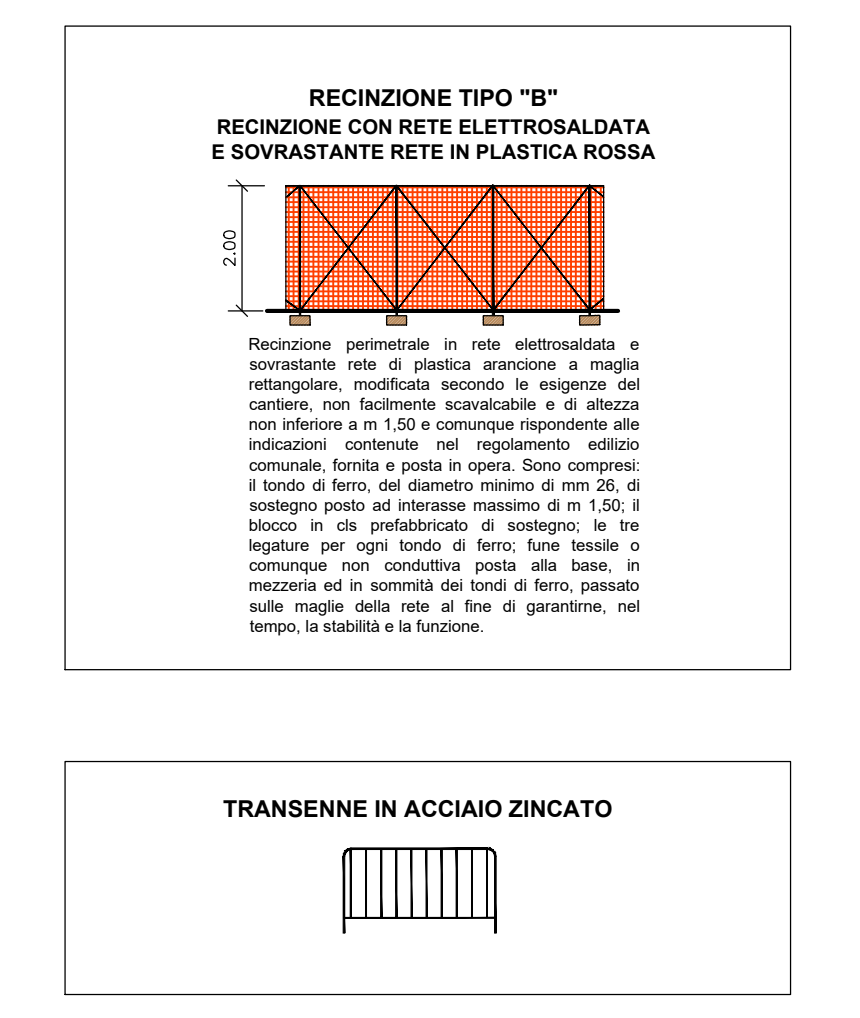 RECINZIONE TIPO "B"
RECINZIONE CON RETE ELETTROSALDATA
E SOVRASTANTE RETE IN PLASTICA ROSSA
2.00
Recinzione perimetrale in rete elettrosaldata e
sovrastante rete di plastica arancione a maglia
rettangolare, modificata secondo le esigenze del
cantiere, non facilmente scavalcabile e di altezza
non inferiore a m 1,50 e comunque rispondente alle
indicazioni contenute nel regolamento edilizio
comunale, fornita e posta in opera. Sono compresi:
il tondo di ferro, del diametro minimo di mm 26, di
sostegno posto ad interasse massimo di m 1,50; il
blocco in cls prefabbricato di sostegno; le tre
legature per ogni tondo di ferro; fune tessile o
comunque non conduttiva posta alla base, in
mezzeria ed in sommità dei tondi di ferro, passato
sulle maglie della rete al fine di garantirne, nel
tempo, la stabilità e la funzione.
TRANSENNE IN ACCIAIO ZINCATO